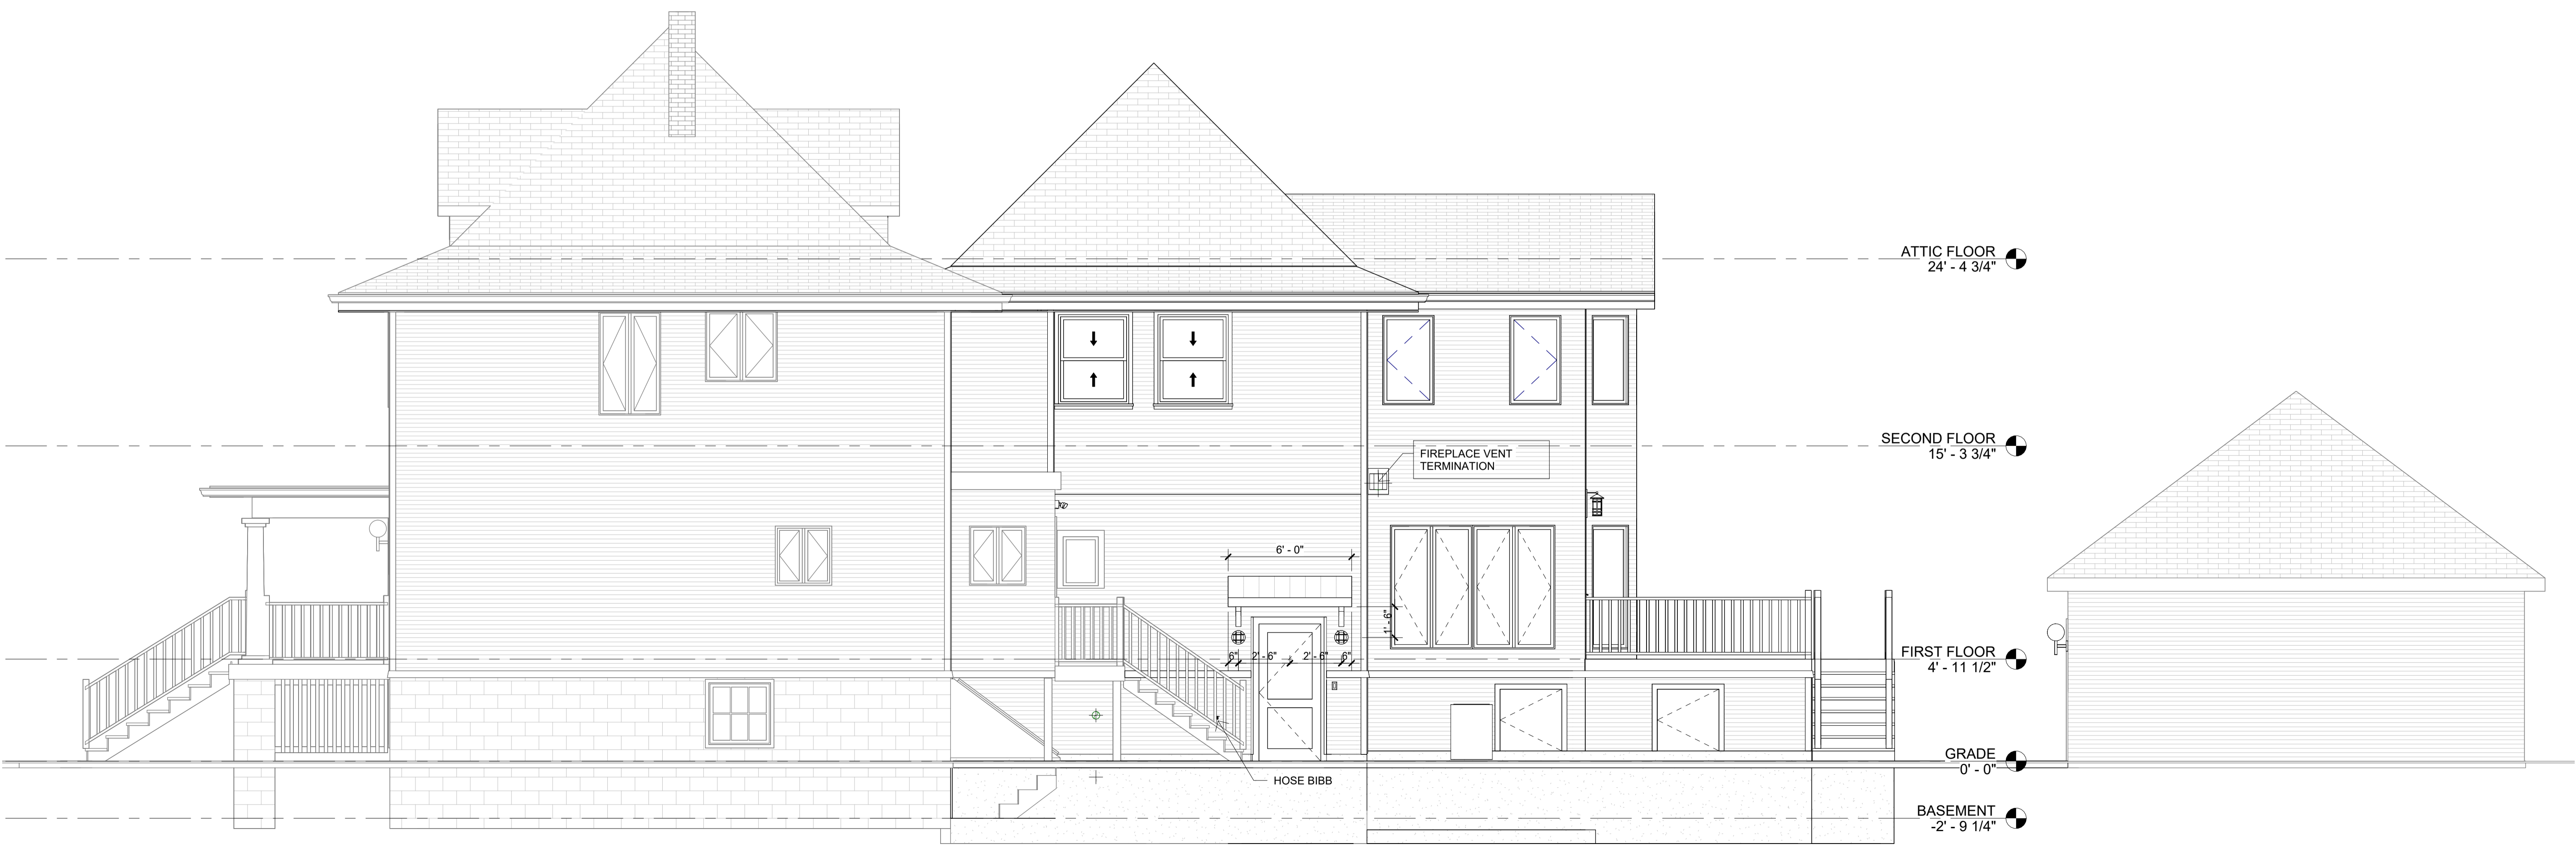 ATTIC FLOOR
24' - 4 3/4"
SECOND FLOOR
15' - 3 3/4"
FIREPLACE VENT
TERMINATION
6' - 0"
1' - 6"
6"
2' - 6"
2' - 6"
6"
FIRST FLOOR
4' - 11 1/2"
GRADE
0' - 0"
HOSE BIBB
BASEMENT
-2' - 9 1/4"